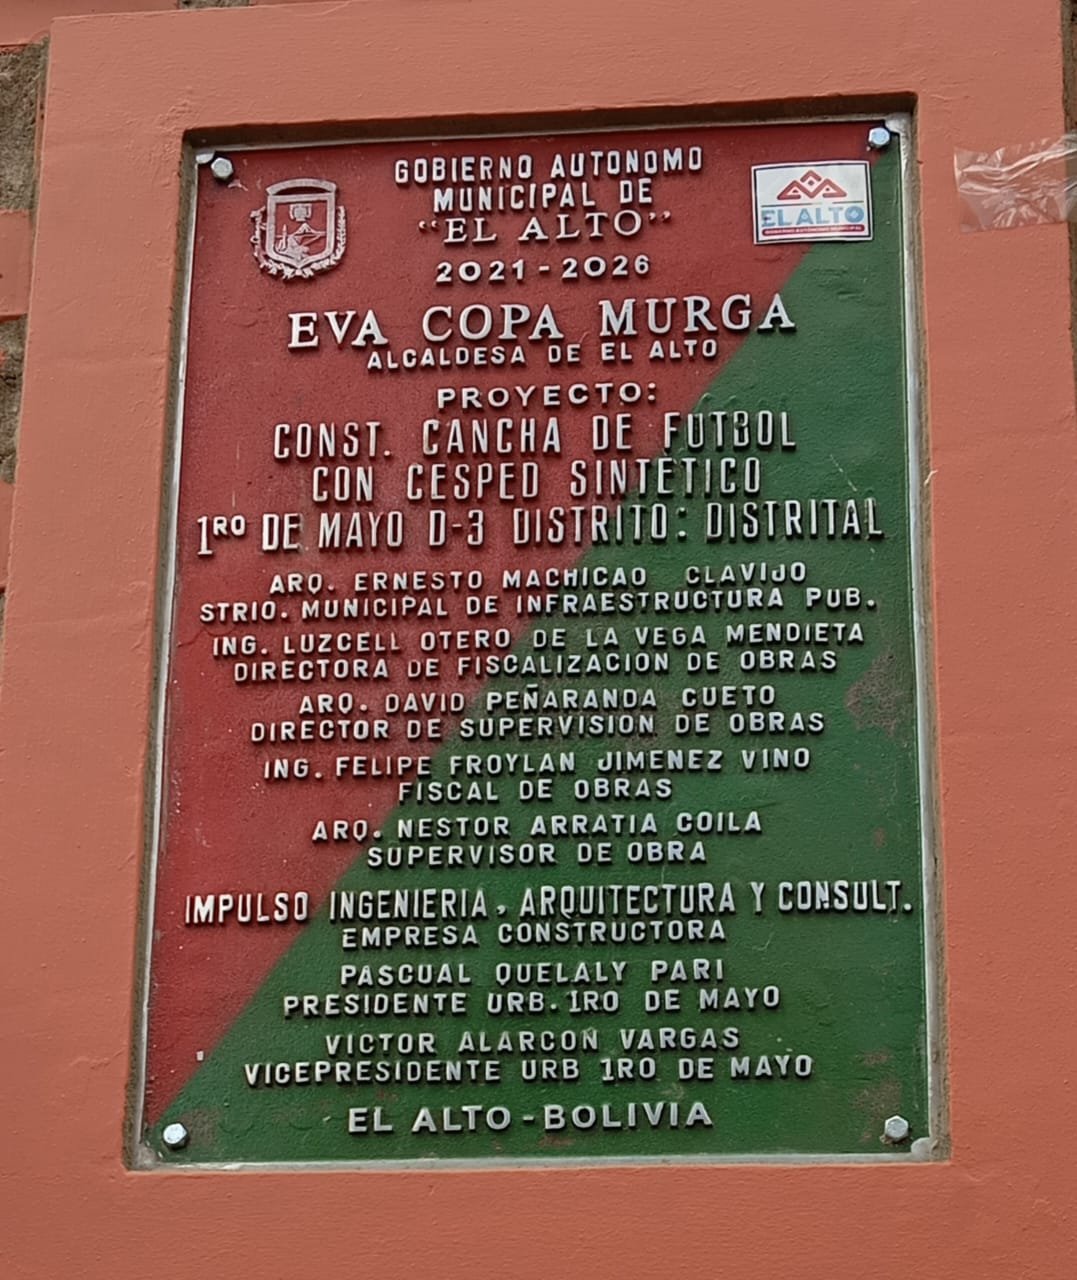 GOBIERNO AUTONOMO
MUNICIPAL DE
"EL ALTO"
2021-2026
EL ALTO
GOBIERNO AUTÓNOMO MUNICIPAL
EVA COPA MURGA
ALCALDESA DE EL ALTO
PROYECTO:
CONST. CANCHA DE FUTBOL
CON CESPED SINTÉTICO
1RO DE MAYO D-3 DISTRITO: DISTRITAL
ARQ. ERNESTO MACHICAO CLAVIJO
STRIO. MUNICIPAL DE INFRAESTRUCTURA PUB.
ING. LUZCELL OTERO DE LA VEGA MENDIETA
DIRECTORA DE FISCALIZACION DE OBRAS
ARQ. DAVID PEÑARANDA CUETO
DIRECTOR DE SUPERVISION DE OBRAS
ING. FELIPE FROYLAN JIMENEZ VINO
FISCAL DE OBRAS
ARQ. NESTOR ARRATIA COILA
SUPERVISOR DE OBRA
IMPULSO INGENIERIA, ARQUITECTURA Y CONSULT.
EMPRESA CONSTRUCTORA
PASCUAL QUELALY PARI
PRESIDENTE URB. 1RO DE MAYO
VICTOR ALARCON VARGAS
VICEPRESIDENTE URB 1RO DE MAYO
EL ALTO-BOLIVIA